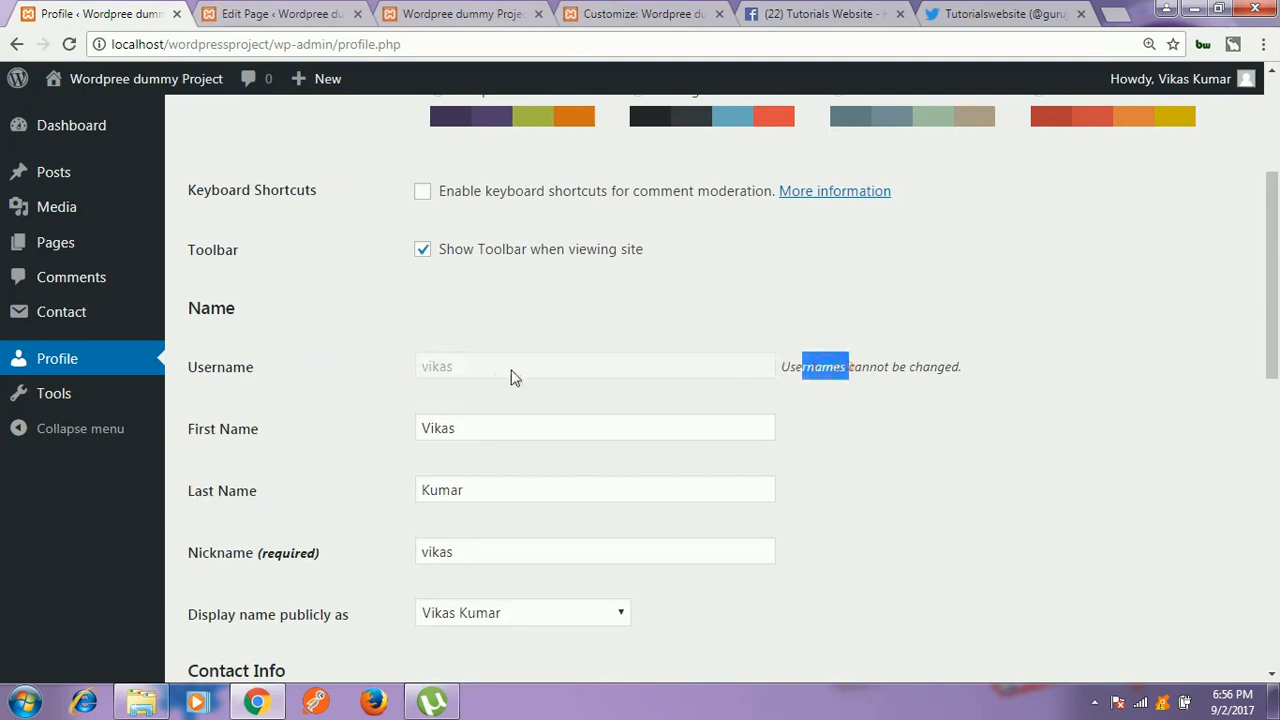 Profile ‹ Wordpree dumm
Edit Page ‹ Wordpree du
Wordpree dummy Proje
Customize: Wordpree du
(22) Tutorials Website - H
Tutorialswebsite (@guruj
localhost/wordpressproject/wp-admin/profile.php
Wordpree dummy Project
0
New
Howdy, Vikas Kumar
Dashboard
Posts
Media
Pages
Comments
Contact
Profile
Tools
Collapse menu
Keyboard Shortcuts
Enable keyboard shortcuts for comment moderation. More information
Toolbar
Show Toolbar when viewing site
Name
Username
vikas
Usernames cannot be changed.
First Name
Vikas
Last Name
Kumar
Nickname (required)
vikas
Display name publicly as
Vikas Kumar
Contact Info
6:56 PM
9/2/2017